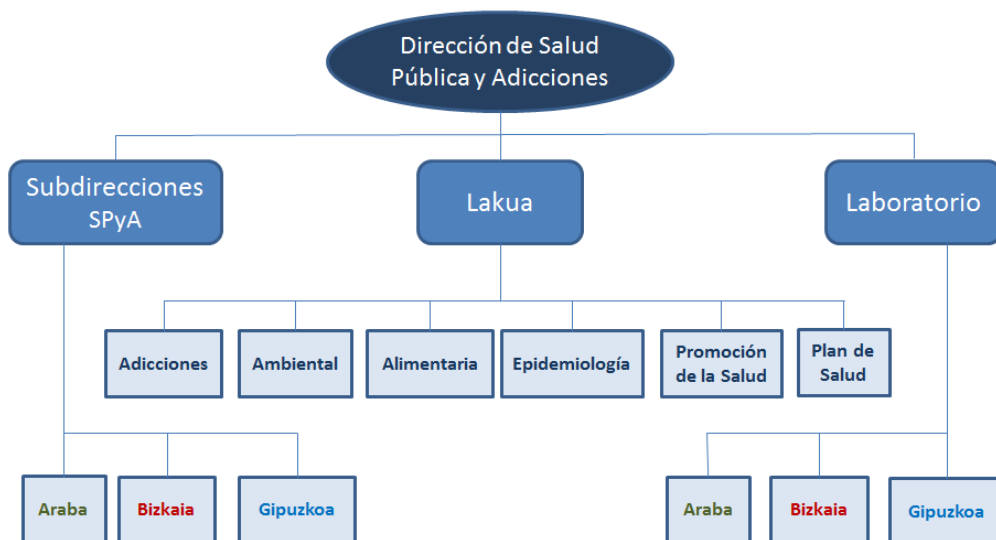 Dirección de Salud
Pública y Adicciones
Subdirecciones
SPyA
Lakua
Laboratorio
Adicciones
Ambiental
Alimentaria
Epidemiología
Promoción
de la Salud
Plan de
Salud
Araba
Bizkaia
Gipuzkoa
Araba
Bizkaia
Gipuzkoa